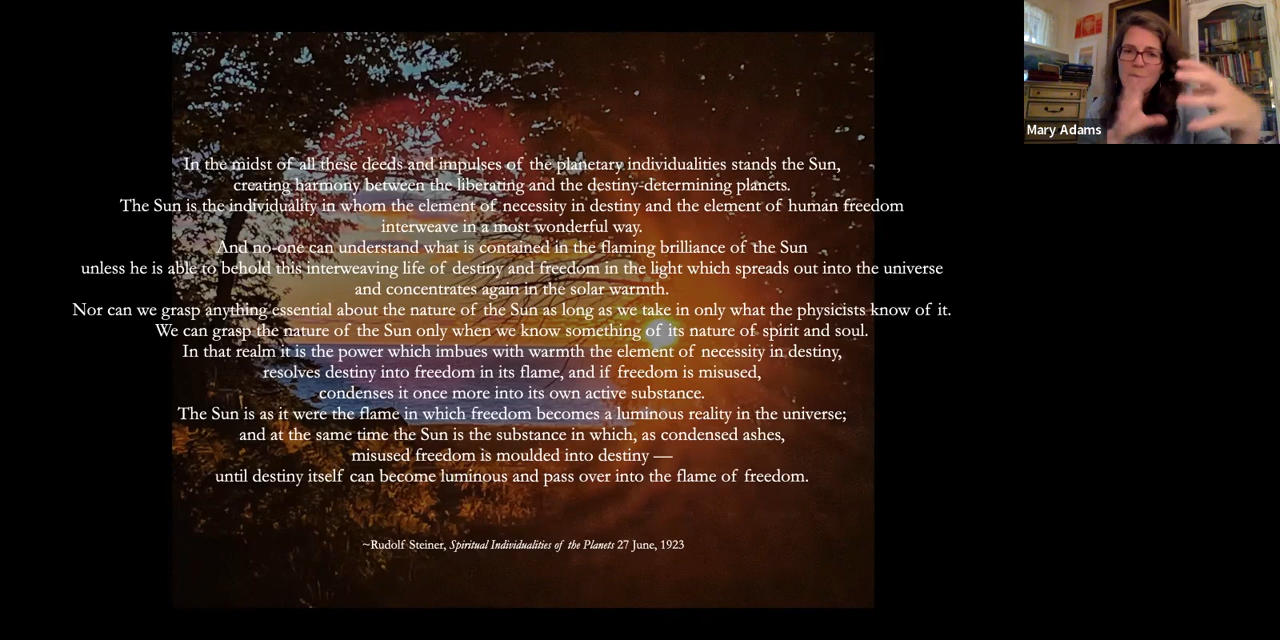 In the midst of all these deeds and impulses of the planetary individualities stands the Sun,
creating harmony between the liberating and the destiny-determining planets.
The Sun is the individuality in whom the element of necessity in destiny and the element of human freedom
interweave in a most wonderful way.
And no-one can understand what is contained in the flaming brilliance of the Sun
unless he is able to behold this interweaving life of destiny and freedom in the light which spreads out into the universe
and concentrates again in the solar warmth.
Nor can we grasp anything essential about the nature of the Sun as long as we take in only what the physicists know of it.
We can grasp the nature of the Sun only when we know something of its nature of spirit and soul.
In that realm it is the power which imbues with warmth the element of necessity in destiny,
resolves destiny into freedom in its flame, and if freedom is misused,
condenses it once more into its own active substance.
The Sun is as it were the flame in which freedom becomes a luminous reality in the universe;
and at the same time the Sun is the substance in which, as condensed ashes,
misused freedom is moulded into destiny —
until destiny itself can become luminous and pass over into the flame of freedom.
~Rudolf Steiner, Spiritual Individualities of the Planets 27 June, 1923
Mary Adams